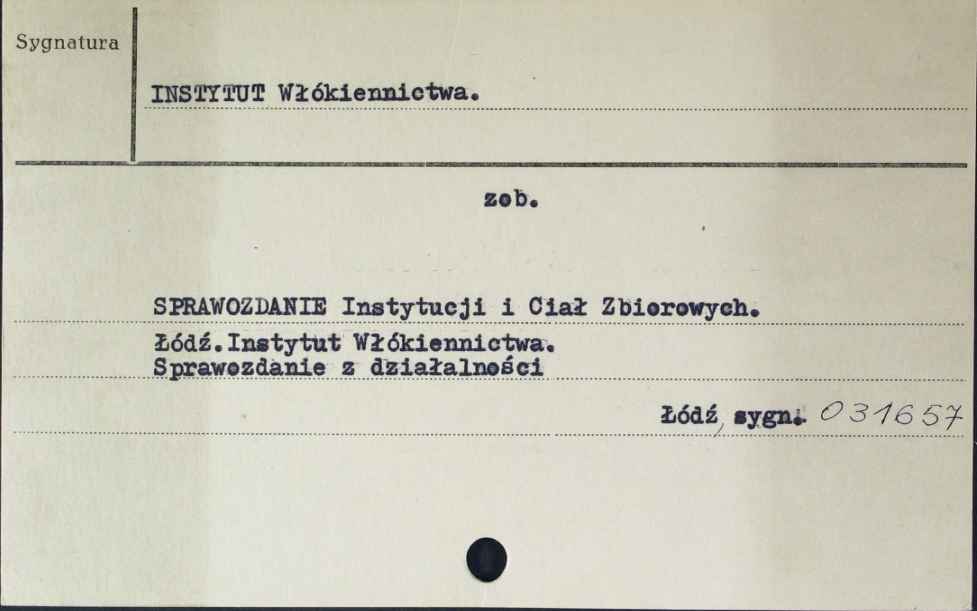 Sygnatura
INSTYTUT Włókiennictwa.
zob.
SPRAWOZDANIE Instytucji i Ciał Zbiorowych.
Łódź.Instytut Włókiennictwa.
Sprawozdanie z działalności
Łódź, sygn. 031657